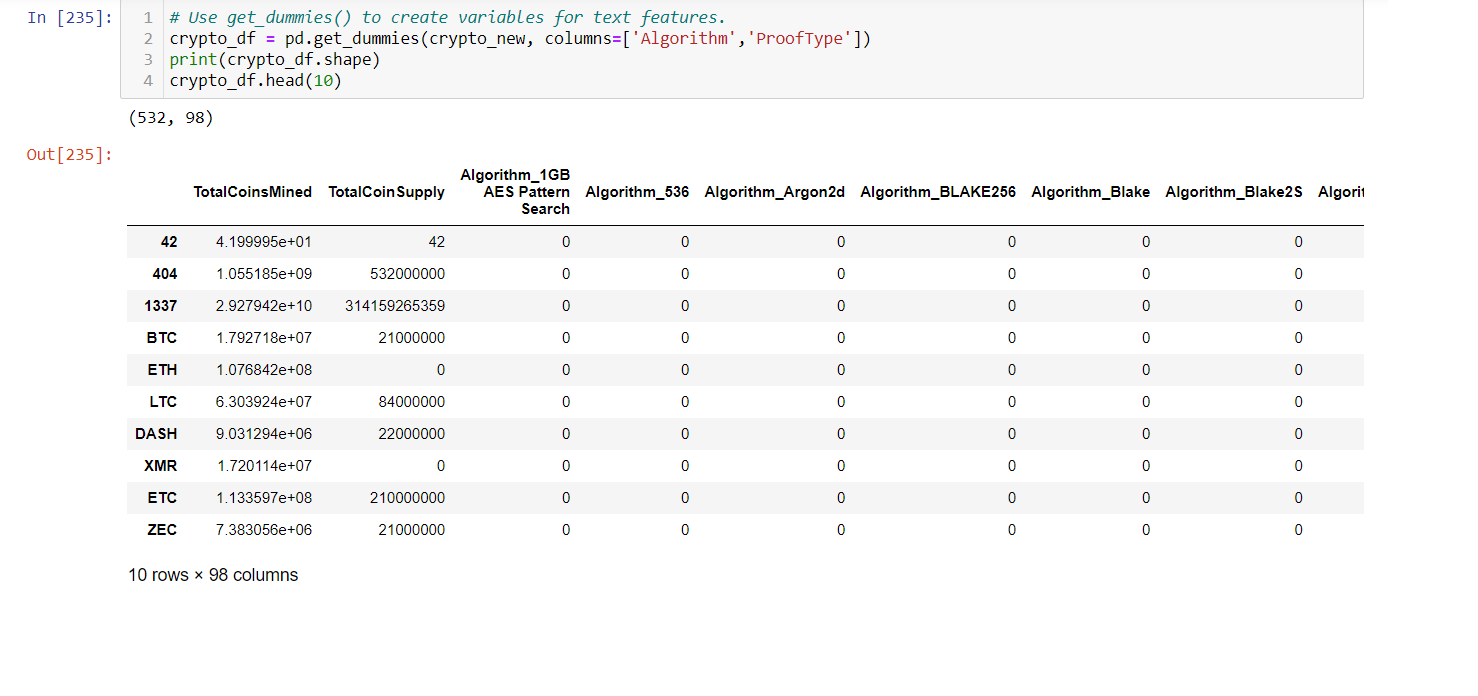 In [235]:
1 # Use get_dummies() to create variables for text features.
2 crypto_df = pd.get_dummies(crypto_new, columns=['Algorithm','ProofType'])
3 print(crypto_df.shape)
4 crypto_df.head(10)
(532, 98)
Out[235]:
TotalCoinsMined TotalCoinSupply Algorithm_1GB AES Pattern Search Algorithm_536 Algorithm_Argon2d Algorithm_BLAKE256 Algorithm_Blake Algorithm_Blake2S Algorit
42 4.199995e+01 42 0 0 0 0 0 0
404 1.055185e+09 532000000 0 0 0 0 0 0
1337 2.927942e+10 314159265359 0 0 0 0 0 0
BTC 1.792718e+07 21000000 0 0 0 0 0 0
ETH 1.076842e+08 0 0 0 0 0 0 0
LTC 6.303924e+07 84000000 0 0 0 0 0 0
DASH 9.031294e+06 22000000 0 0 0 0 0 0
XMR 1.720114e+07 0 0 0 0 0 0 0
ETC 1.133597e+08 210000000 0 0 0 0 0 0
ZEC 7.383056e+06 21000000 0 0 0 0 0 0
10 rows × 98 columns